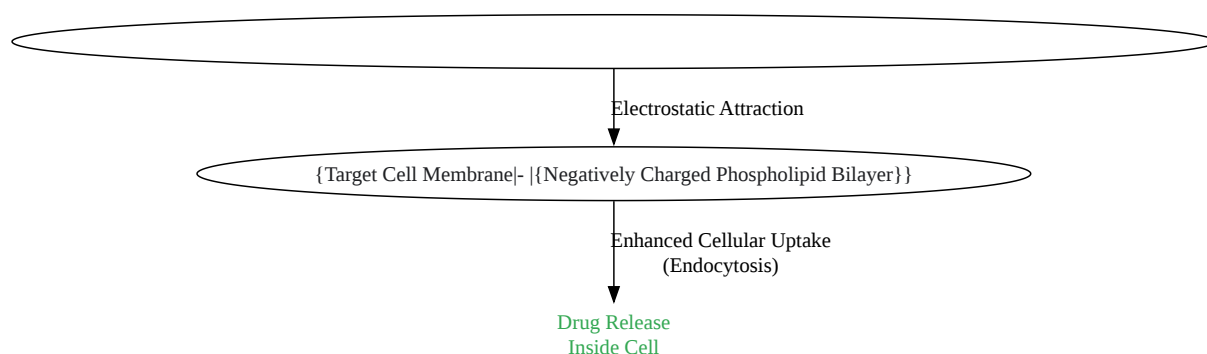 Electrostatic Attraction
{Target Cell Membrane|- |{Negatively Charged Phospholipid Bilayer}}
Enhanced Cellular Uptake
(Endocytosis)
Drug Release
Inside Cell